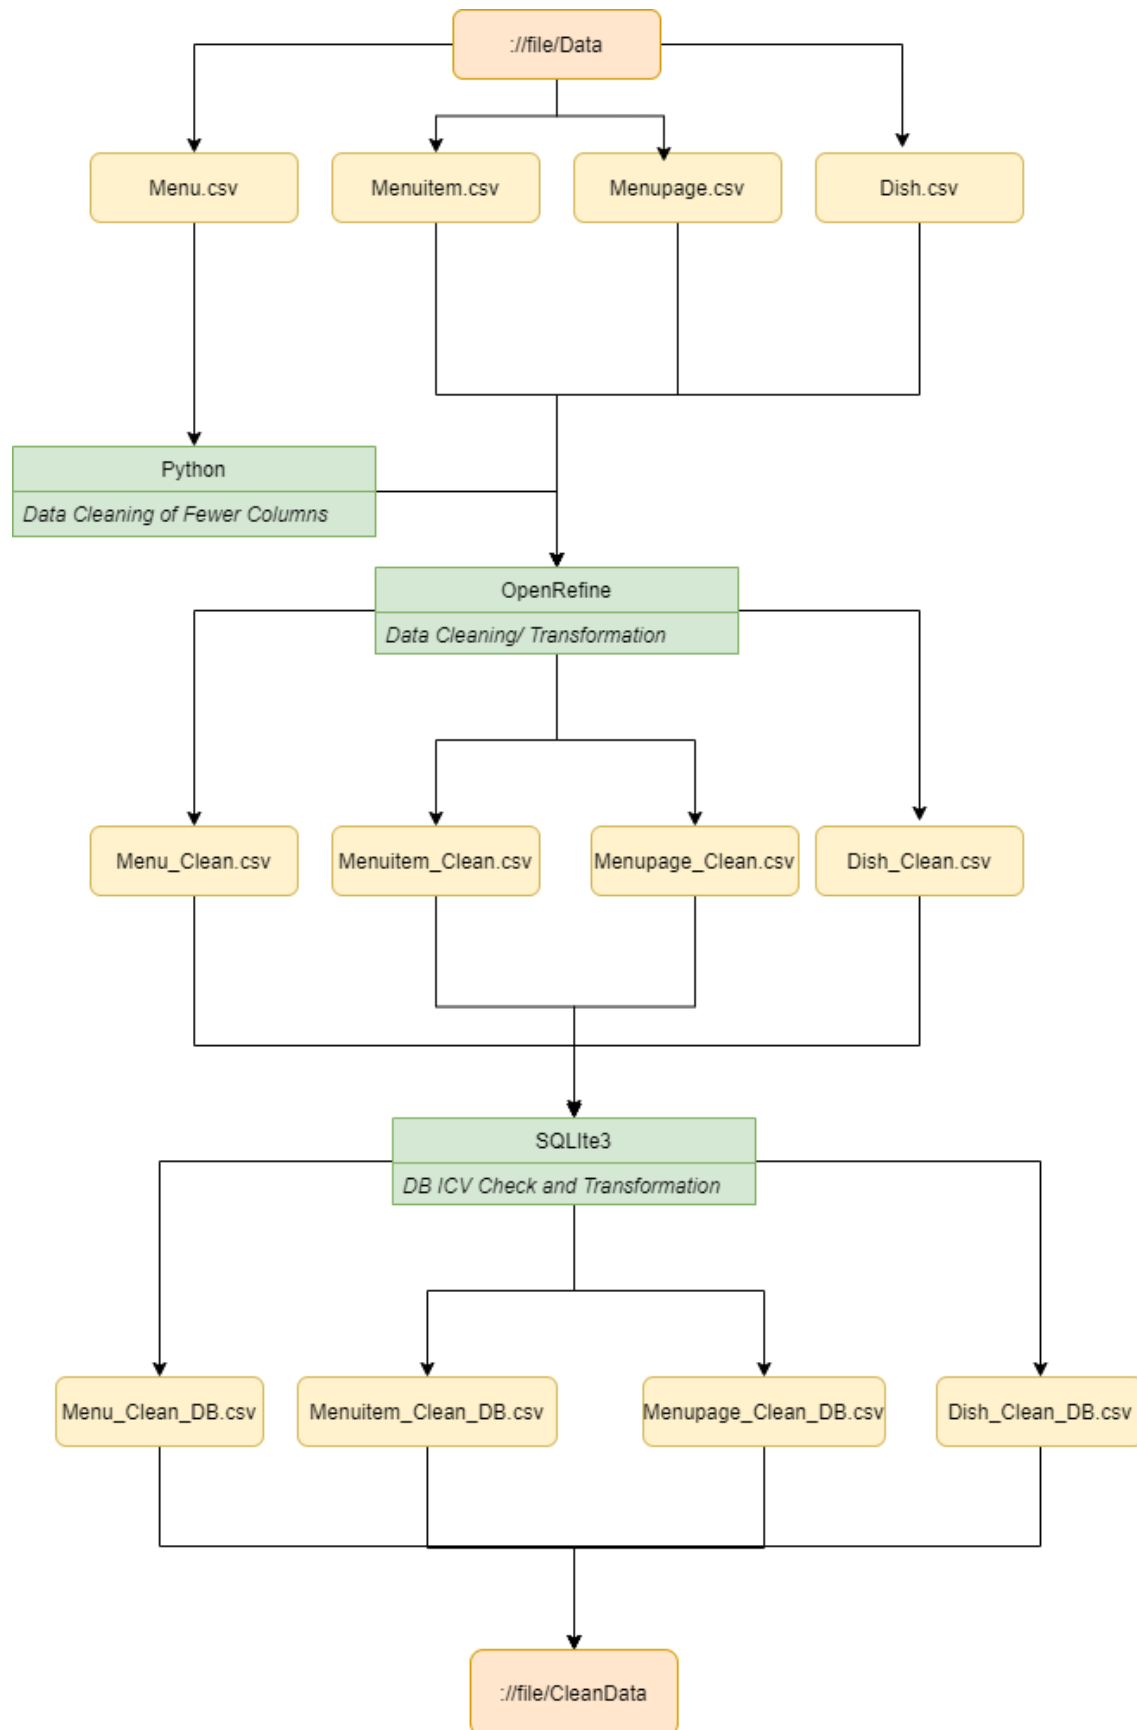 ://file/Data
Menu.csv
Menuitem.csv
Menupage.csv
Dish.csv
Python
Data Cleaning of Fewer Columns
OpenRefine
Data Cleaning/ Transformation
Menu_Clean.csv
Menuitem_Clean.csv
Menupage_Clean.csv
Dish_Clean.csv
SQLIte3
DB ICV Check and Transformation
Menu_Clean_DB.csv
Menuitem_Clean_DB.csv
Menupage_Clean_DB.csv
Dish_Clean_DB.csv
://file/CleanData